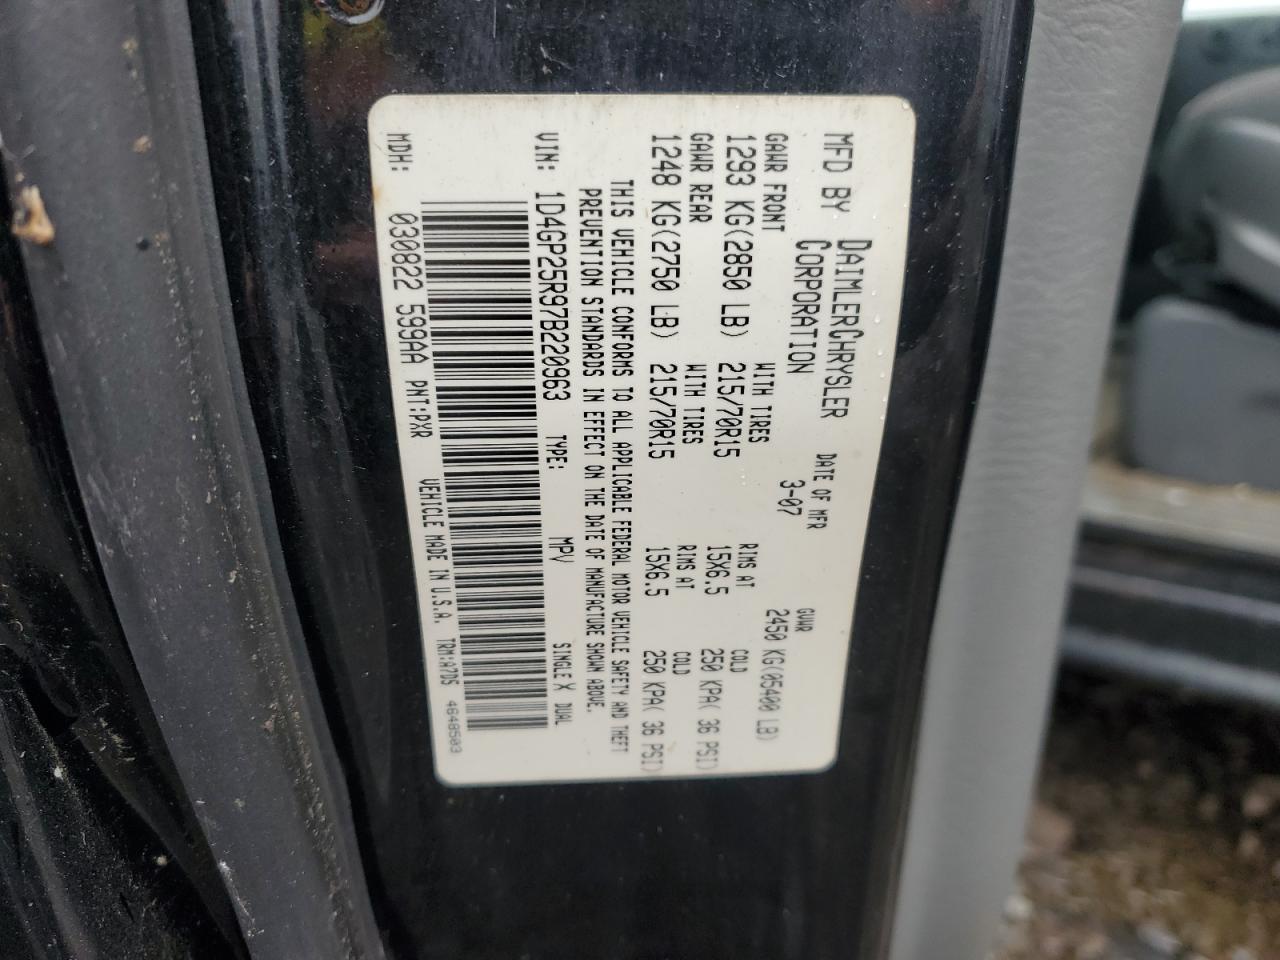 MFD BY DAIMLERCHRYSLER CORPORATION DATE OF MFR 3-07 GVWR 2450 KG(05400 LB)
GAWR FRONT WITH TIRES RIMS AT COLD
1293 KG(2850 LB) 215/70R15 15X6.5 250 KPA( 36 PSI)
GAWR REAR WITH TIRES RIMS AT COLD
1248 KG(2750 LB) 215/70R15 15X6.5 250 KPA( 36 PSI)
THIS VEHICLE CONFORMS TO ALL APPLICABLE FEDERAL MOTOR VEHICLE SAFETY AND THEFT
PREVENTION STANDARDS IN EFFECT ON THE DATE OF MANUFACTURE SHOWN ABOVE.
VIN: 1D4GP25R97B220963 TYPE: MPV SINGLE X DUAL
MDH: 030822 599AA PNT:PXR VEHICLE MADE IN U.S.A. TRM:A7DS 4648503